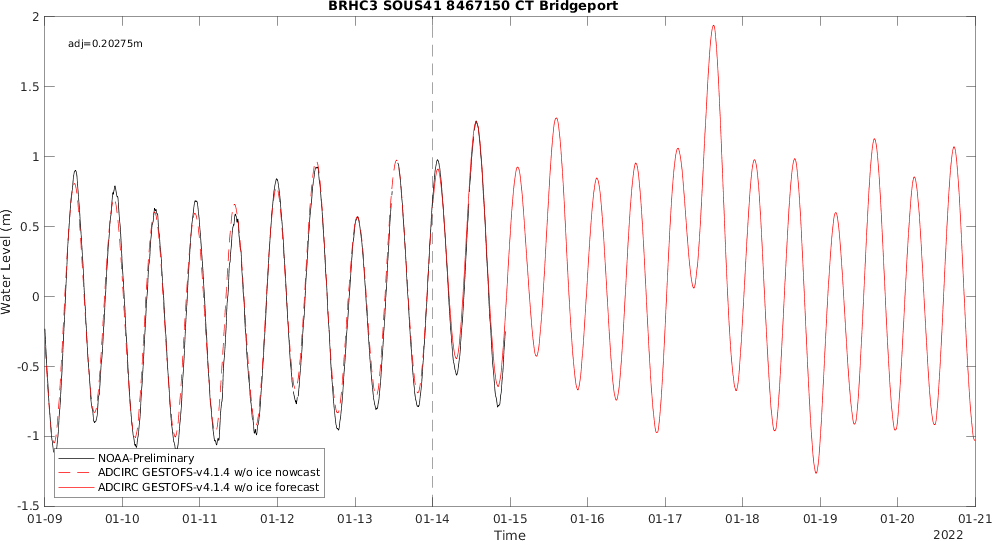 BRHC3 SOUS41 8467150 CT Bridgeport
adj=0.20275m
2
1.5
1
0.5
0
-0.5
-1
-1.5
Water Level (m)
NOAA-Preliminary
ADCIRC GESTOFS-v4.1.4 w/o ice nowcast
ADCIRC GESTOFS-v4.1.4 w/o ice forecast
01-09 01-10 01-11 01-12 01-13 01-14 01-15 01-16 01-17 01-18 01-19 01-20 01-21
Time
2022